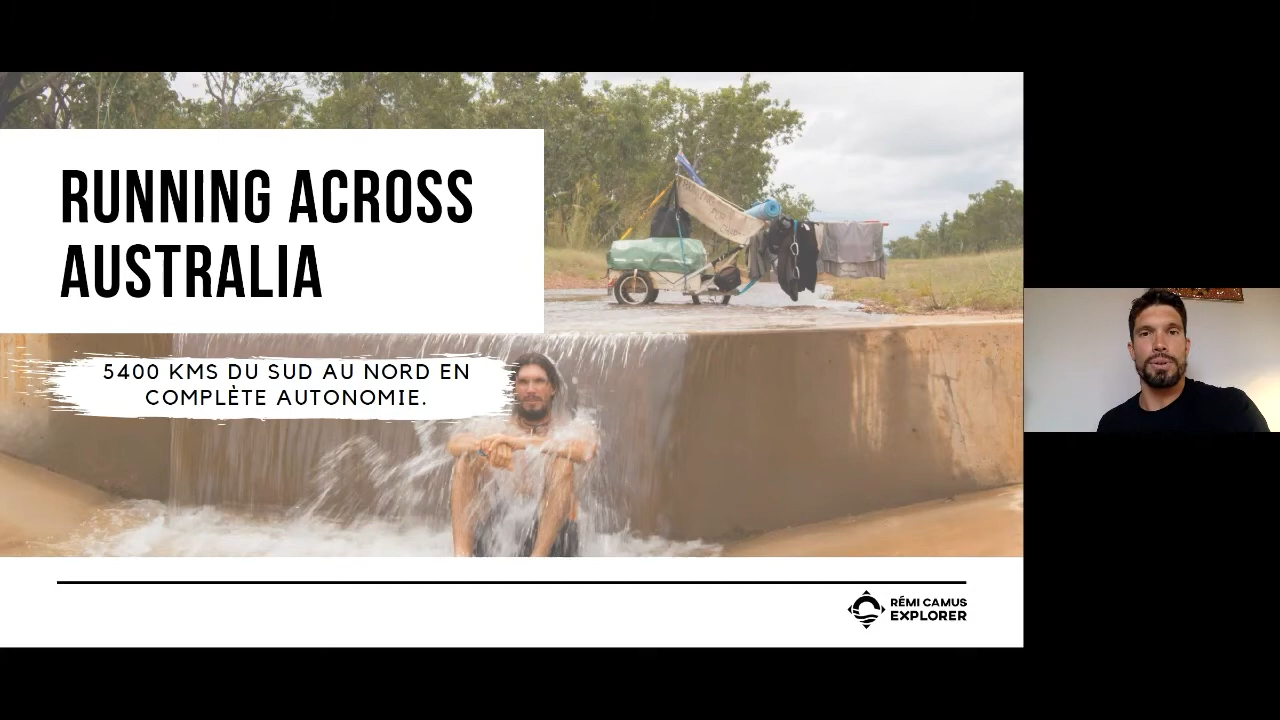 RUNNING ACROSS
AUSTRALIA
5400 KMS DU SUD AU NORD EN
COMPLÈTE AUTONOMIE.
RÉMI CAMUS
EXPLORER